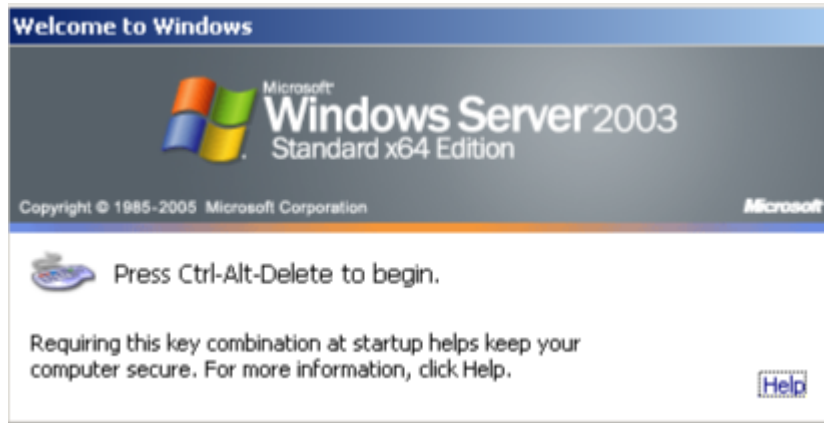 Welcome to Windows
Microsoft
Windows Server 2003
Standard x64 Edition
Copyright © 1985-2005 Microsoft Corporation
Microsoft
Press Ctrl-Alt-Delete to begin.
Requiring this key combination at startup helps keep your
computer secure. For more information, click Help.
Help